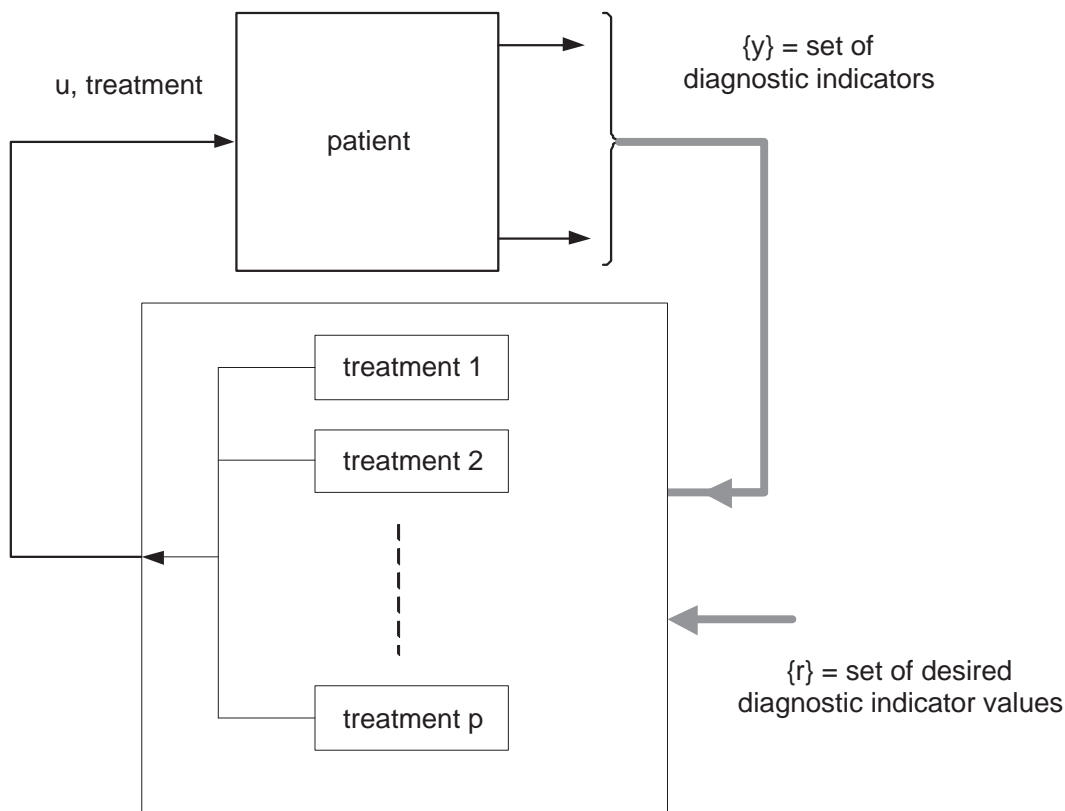 {y} = set of
diagnostic indicators
u, treatment
patient
treatment 1
treatment 2
treatment p
{r} = set of desired
diagnostic indicator values